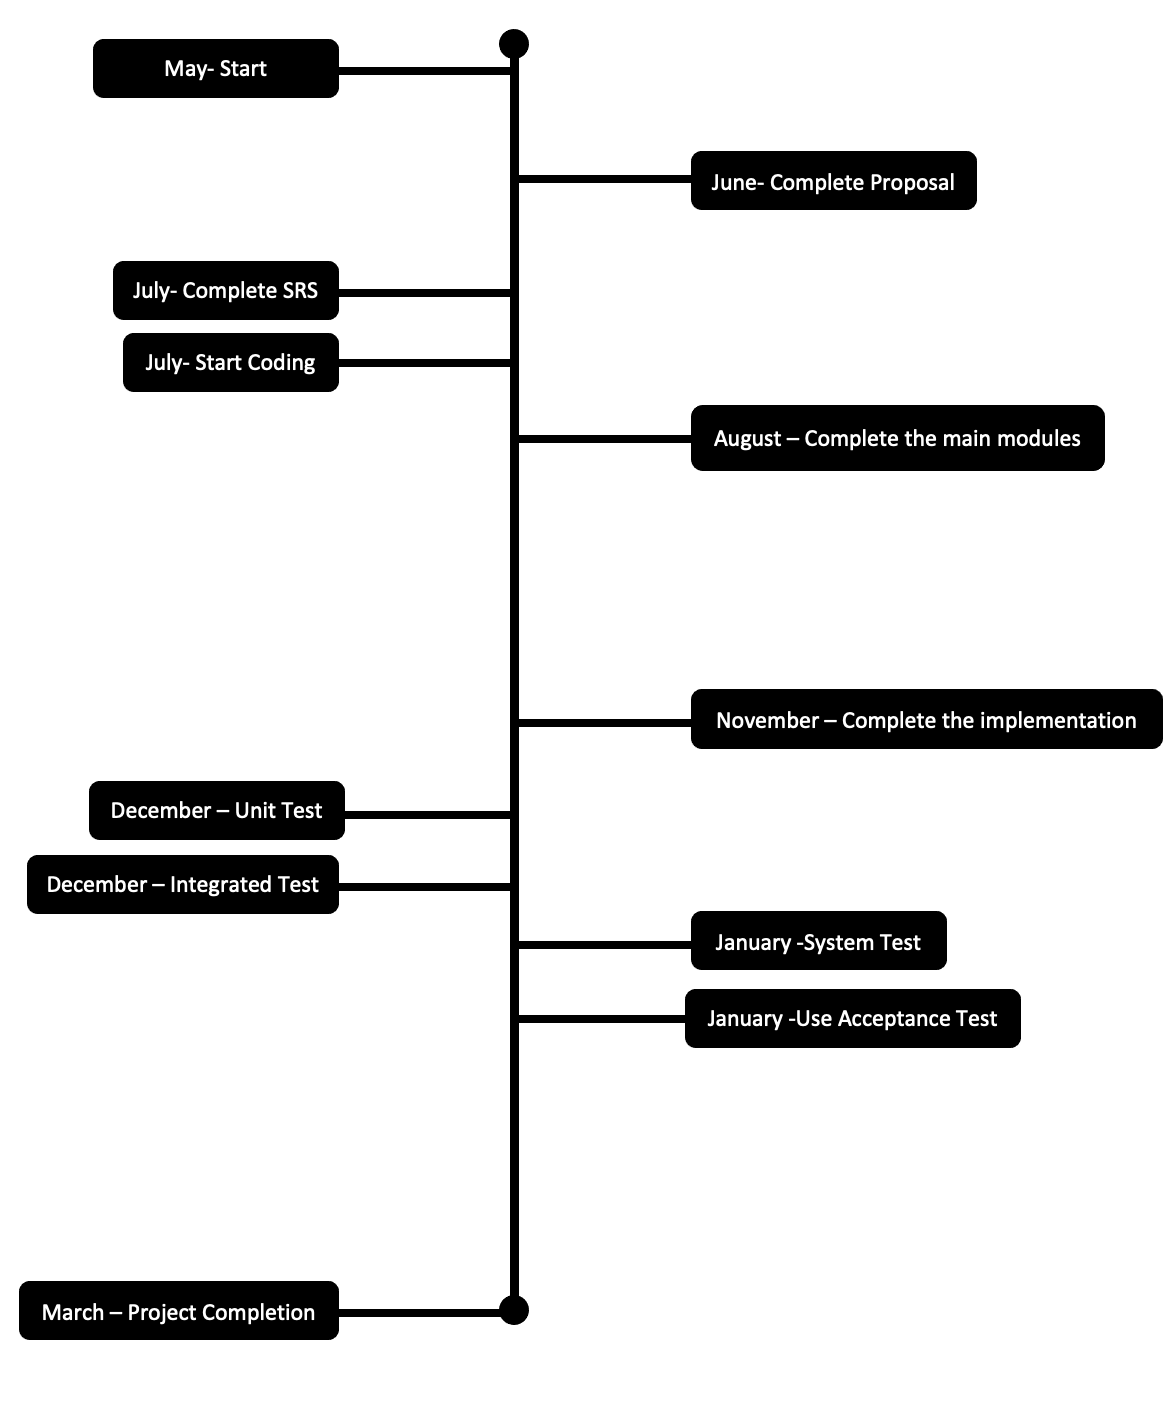 May- Start
June- Complete Proposal
July- Complete SRS
July- Start Coding
August – Complete the main modules
November – Complete the implementation
December – Unit Test
December – Integrated Test
January -System Test
January -Use Acceptance Test
March – Project Completion